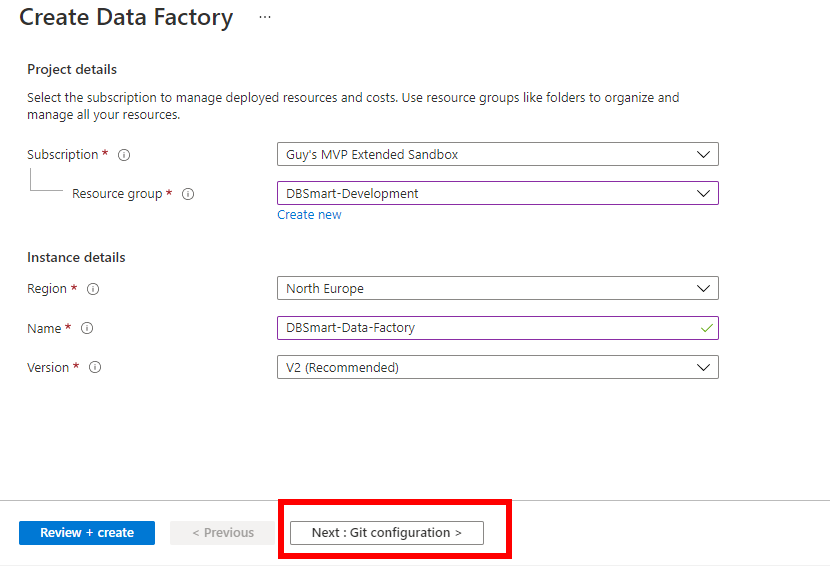 Create Data Factory ...
Project details
Select the subscription to manage deployed resources and costs. Use resource groups like folders to organize and
manage all your resources.
Subscription *
Guy's MVP Extended Sandbox
Resource group *
DBSmart-Development
Create new
Instance details
Region *
North Europe
Name *
DBSmart-Data-Factory
Version *
V2 (Recommended)
Review + create
< Previous
Next : Git configuration >